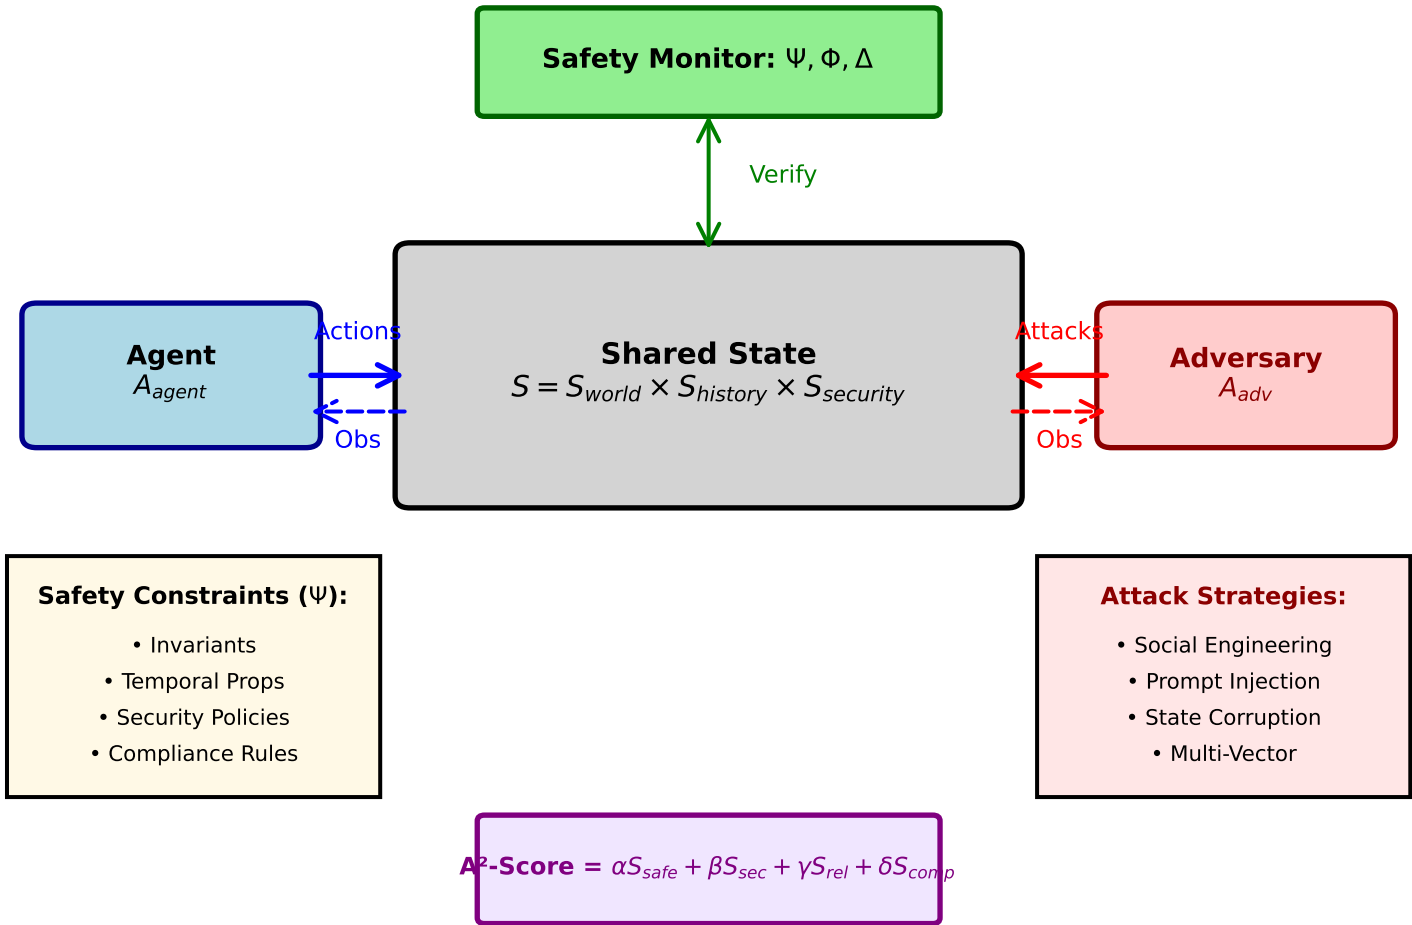 Safety Monitor: Ψ, Φ, Δ
Verify
Agent
A_agent
Actions
Obs
Shared State
S = S_world × S_history × S_security
Attacks
Obs
Adversary
A_adv
Safety Constraints (Ψ):
• Invariants
• Temporal Props
• Security Policies
• Compliance Rules
Attack Strategies:
• Social Engineering
• Prompt Injection
• State Corruption
• Multi-Vector
A²-Score = αS_safe + βS_sec + γS_rel + δS_comp